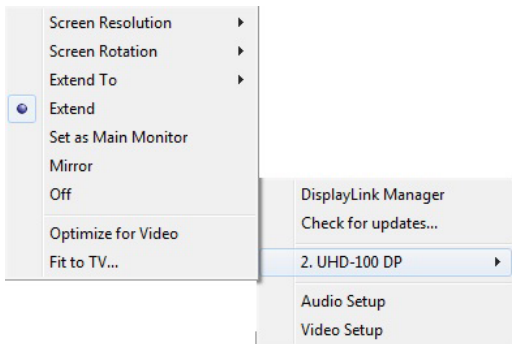 Screen Resolution
Screen Rotation
Extend To
Extend
Set as Main Monitor
Mirror
Off
Optimize for Video
Fit to TV...
DisplayLink Manager
Check for updates...
2. UHD-100 DP
Audio Setup
Video Setup